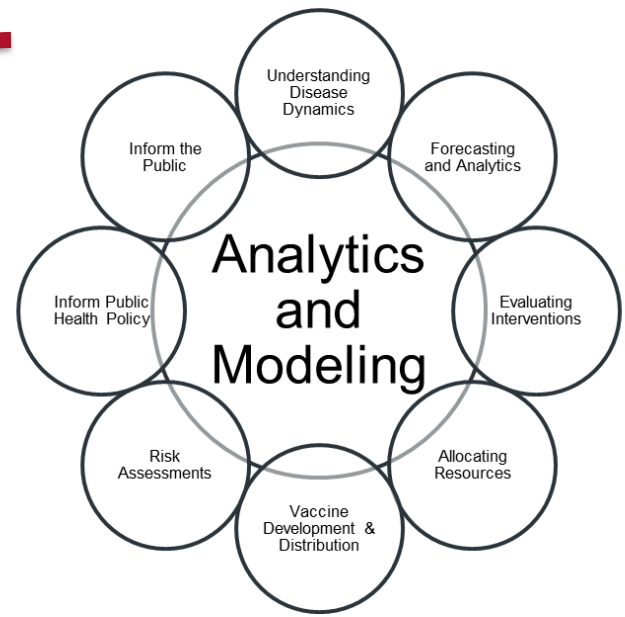 Understanding
Disease
Dynamics
Forecasting
and Analytics
Evaluating
Interventions
Allocating
Resources
Vaccine
Development &
Distribution
Risk
Assessments
Inform Public
Health Policy
Inform the
Public
Analytics
and
Modeling